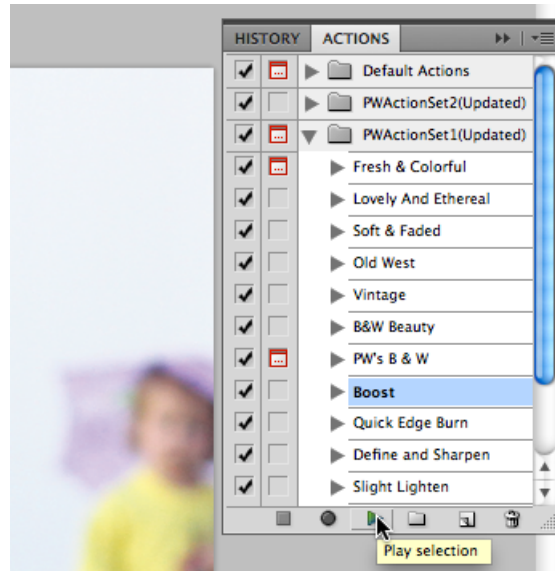 HISTORY ACTIONS
Default Actions
PWActionSet2(Updated)
PWActionSet1(Updated)
Fresh & Colorful
Lovely And Ethereal
Soft & Faded
Old West
Vintage
B&W Beauty
PW's B & W
Boost
Quick Edge Burn
Define and Sharpen
Slight Lighten
Play selection